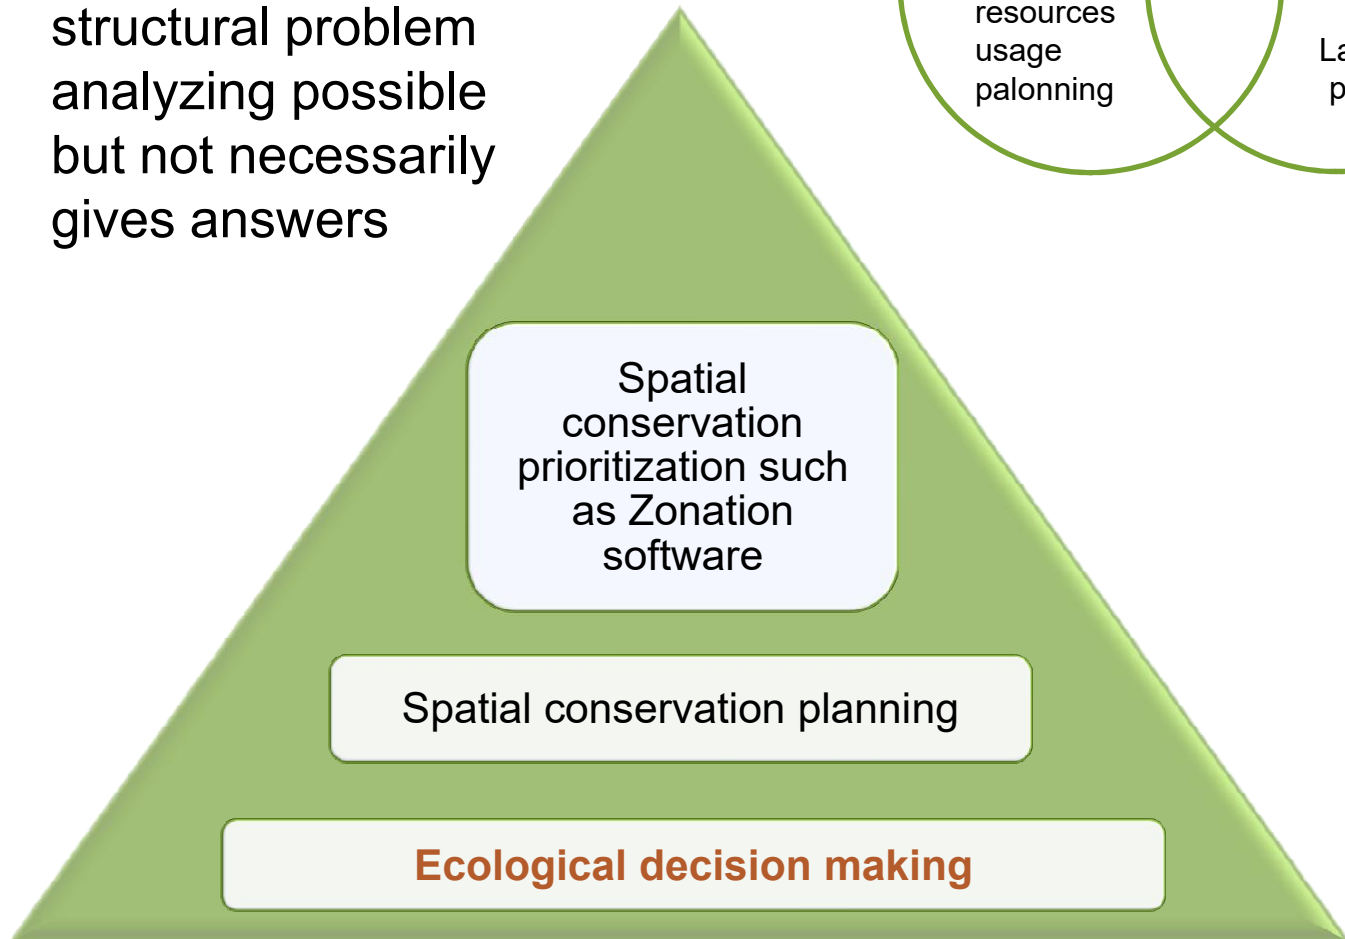 structural problem
analyzing possible
but not necessarily
gives answers
resources
usage
palonning
Spatial
conservation
prioritization such
as Zonation
software
Spatial conservation planning
Ecological decision making